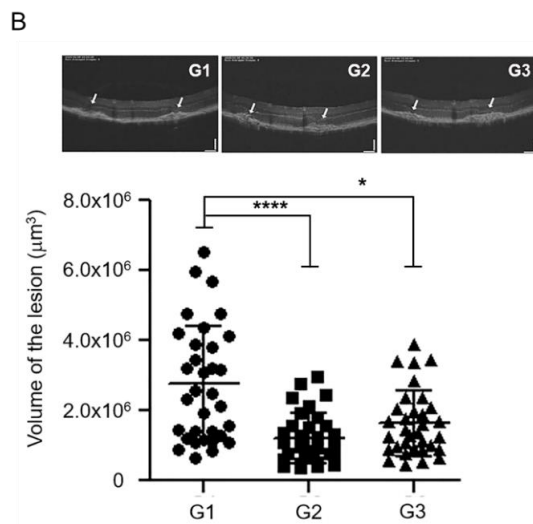 B
G1
G2
G3
*
****
8.0x10⁶
6.0x10⁶
4.0x10⁶
2.0x10⁶
0
Volume of the lesion (μm³)
G1
G2
G3